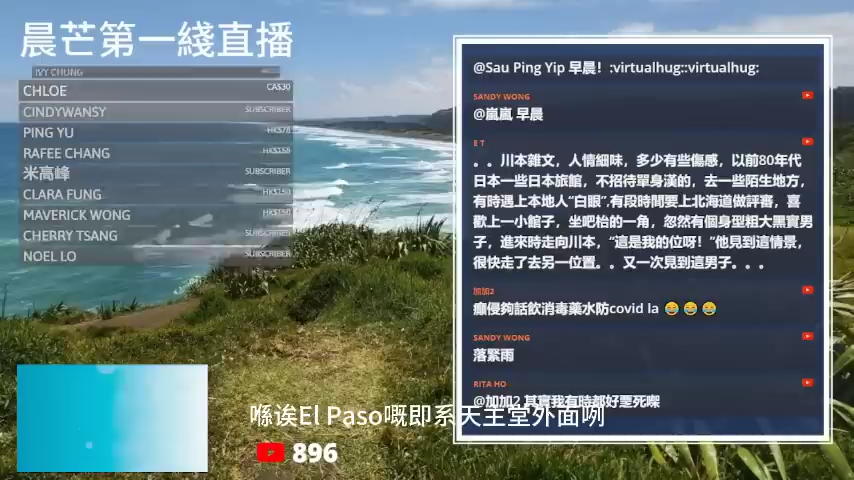 晨芒第一綫直播
IVY CHUNG
CHLOE CA$30
CINDYWANSY SUBSCRIBER
PING YU HK$78
RAFEE CHANG HK$158
米高峰 SUBSCRIBER
CLARA FUNG HK$150
MAVERICK WONG HK$150
CHERRY TSANG SUBSCRIBER
NOEL LO SUBSCRIBER
@Sau Ping Yip 早晨！:virtualhug::virtualhug:
SANDY WONG
@嵐嵐 早晨
E T
。。川本雜文，人情細味，多少有些傷感，以前80年代
日本一些日本旅館，不招待單身漢的，去一些陌生地方，
有時遇上本地人“白眼”,有段時間要上北海道做評審，喜
歡上一小館子，坐吧枱的一角，忽然有個身型粗大黑實男
子，進來時走向川本，“這是我的位呀！”他見到這情景，
很快走了去另一位置。。又一次見到這男子。。。
加加2
癲侵夠話飲消毒藥水防covid la 😂😂😂
SANDY WONG
落緊雨
RITA HO
@加加2 其實我有時都好壐死㗎
喺诶El Paso嘅即系天主堂外面咧
896